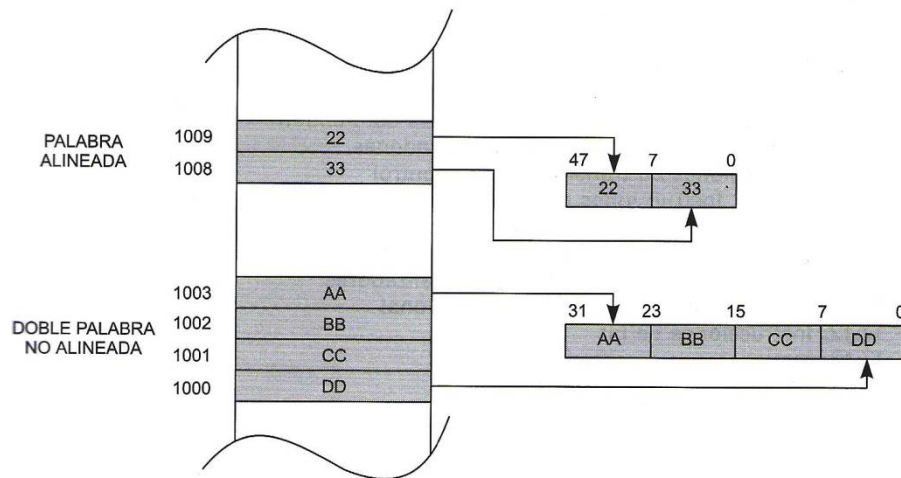 PALABRA
ALINEADA
1009
22
1008
33
47 7 0
22 33
DOBLE PALABRA
NO ALINEADA
1003
AA
1002
BB
1001
CC
1000
DD
31 23 15 7 0
AA BB CC DD